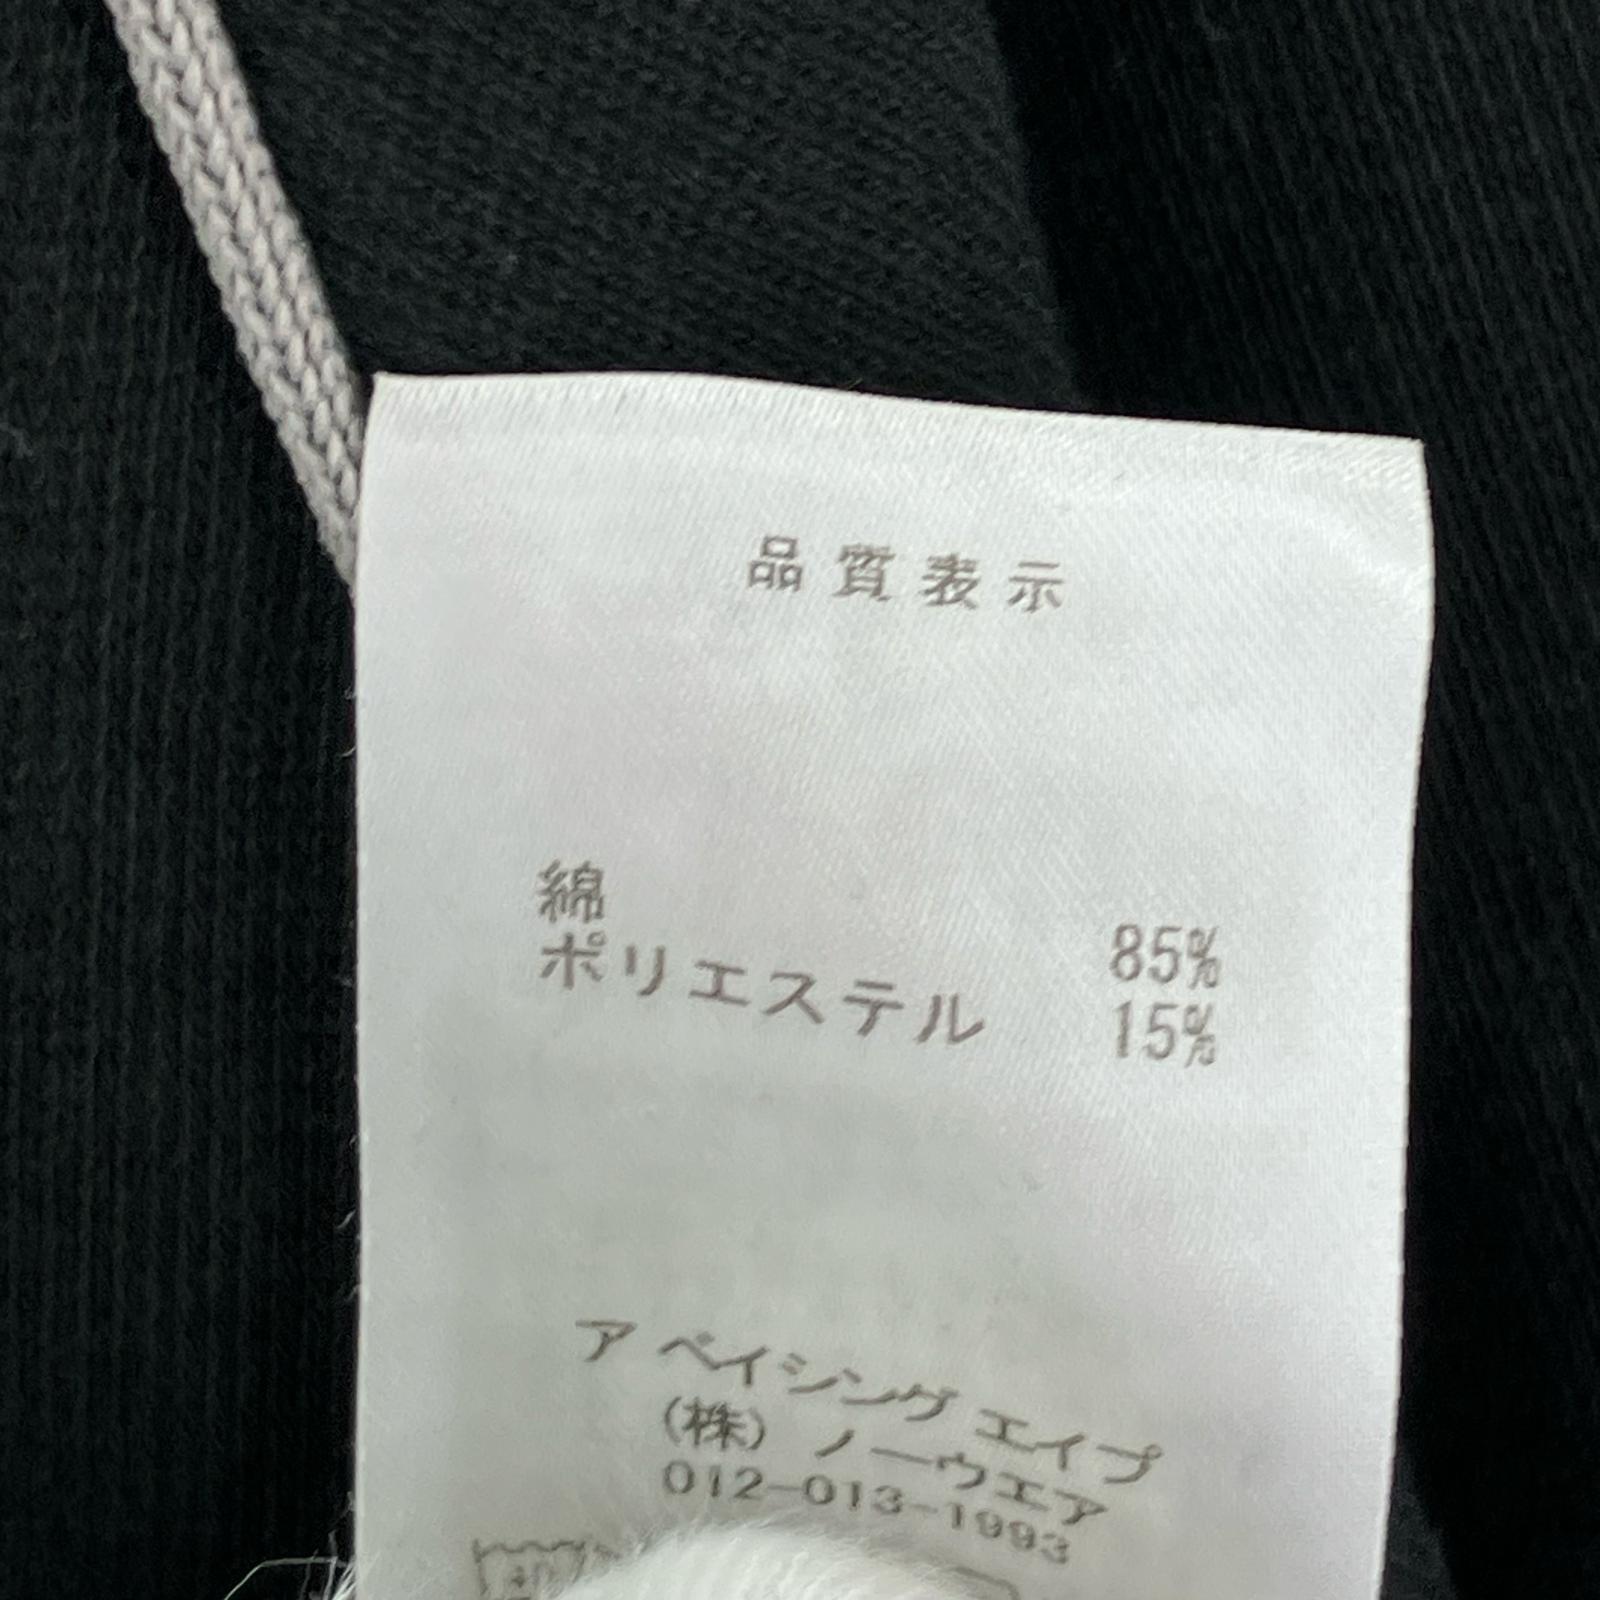 品質表示
綿 85%
ポリエステル 15%
ア ベイシング エイプ
(株) ノーウエア
012-013-1993